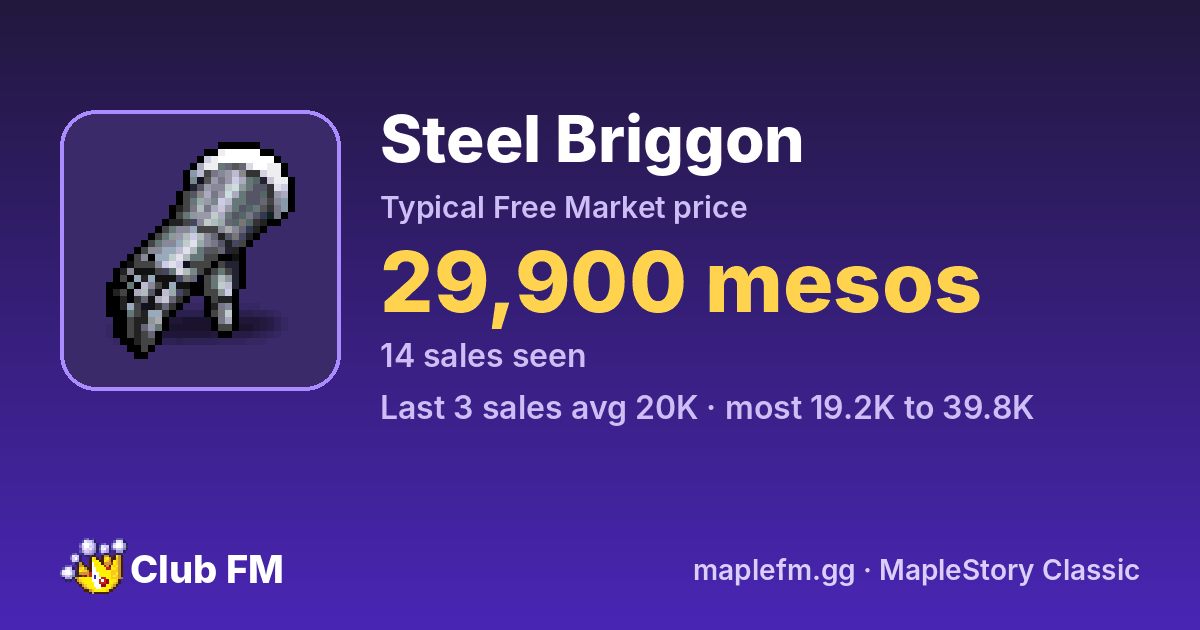 Steel Briggon
Typical Free Market price
29,900 mesos
14 sales seen
Last 3 sales avg 20K · most 19.2K to 39.8K
Club FM
maplefm.gg · MapleStory Classic